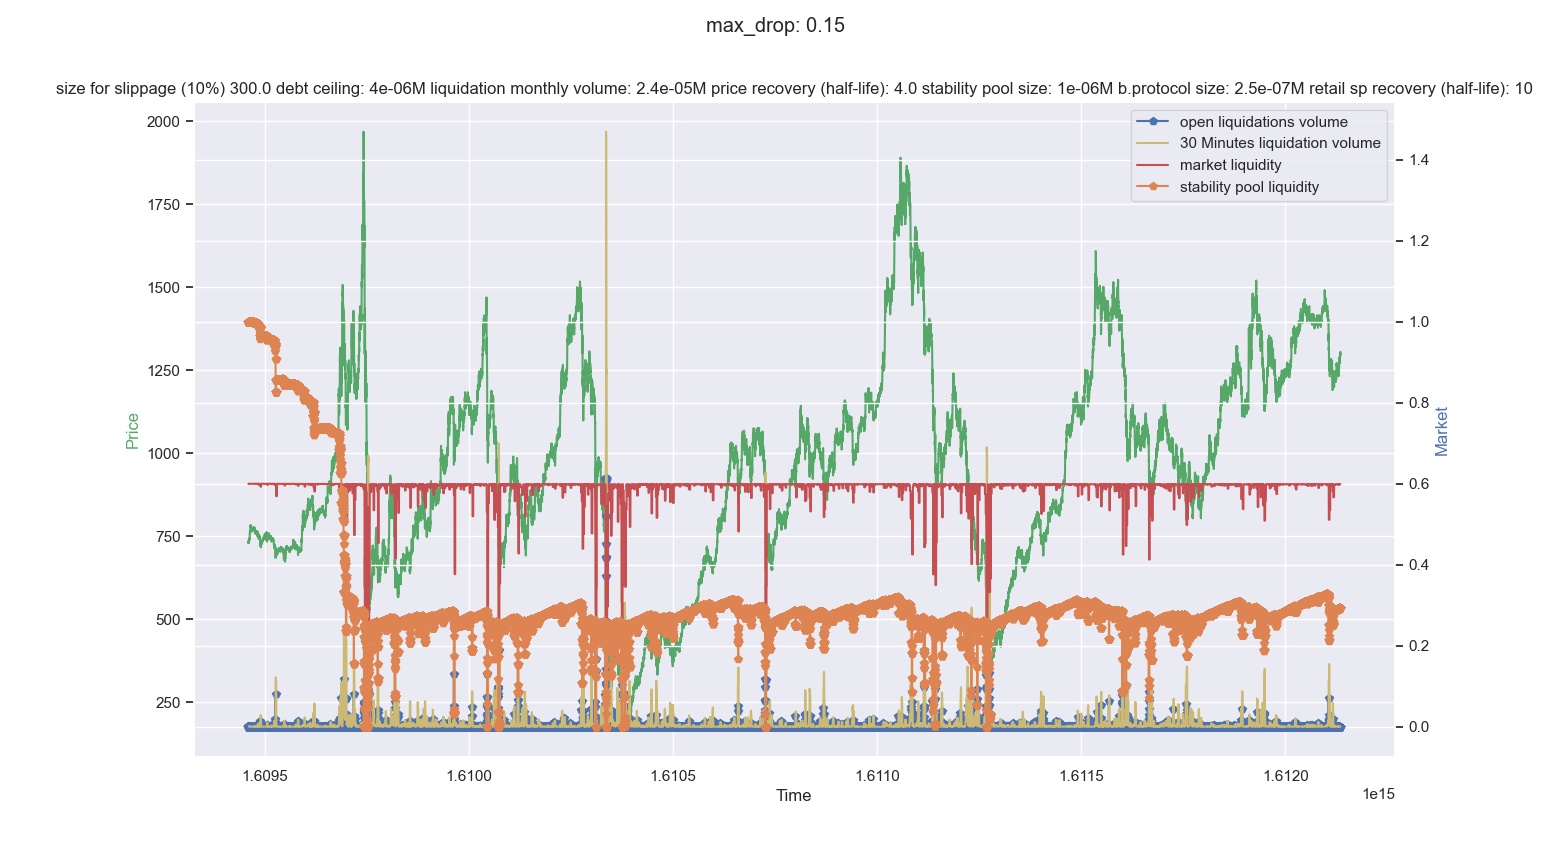 max_drop: 0.15
size for slippage (10%) 300.0 debt ceiling: 4e-06M liquidation monthly volume: 2.4e-05M price recovery (half-life): 4.0 stability pool size: 1e-06M b.protocol size: 2.5e-07M retail sp recovery (half-life): 10
open liquidations volume
30 Minutes liquidation volume
market liquidity
stability pool liquidity
2000
1750
1500
1250
1000
750
500
250
Price
1.4
1.2
1.0
0.8
0.6
0.4
0.2
0.0
Market
1.6095
1.6100
1.6105
1.6110
1.6115
1.6120
Time
1e15